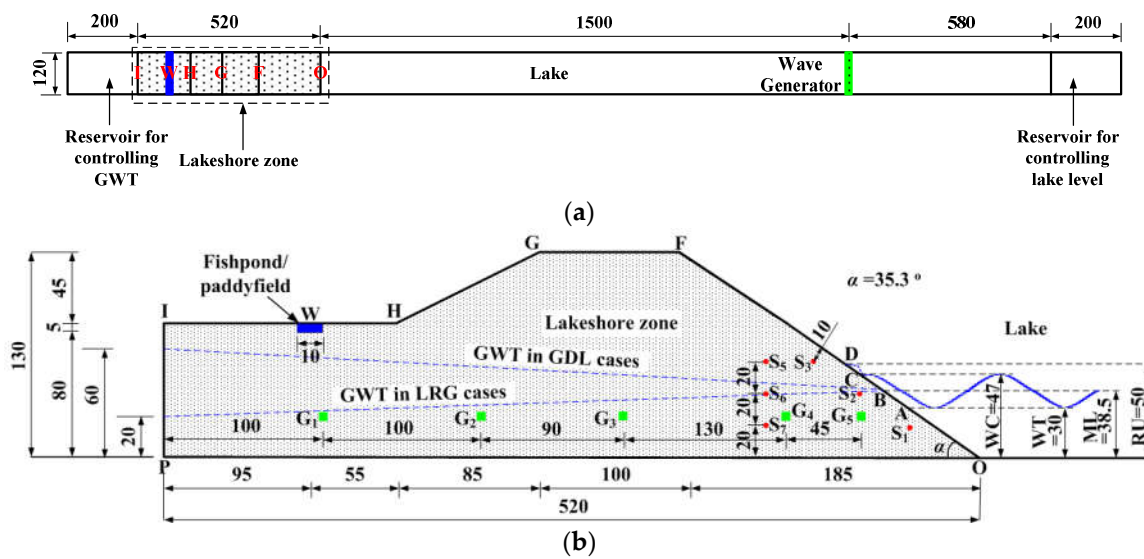 200
520
1500
580
200
120
I
W
H
G
F
O
Lake
Wave
Generator
Reservoir for
controlling
GWT
Lakeshore zone
Reservoir for
controlling
lake level
(a)
G
F
Fishpond/
paddyfield
α=35.3 º
I
W
H
Lakeshore zone
Lake
10
10
GWT in GDL cases
GWT in LRG cases
130
45
5
80
60
20
S5
S3
D
C
20
S6
S2
B
20
S7
20
A
S1
G1
G2
G3
G4
G5
WC=47
WT
=30
ML
=38.5
RU=50
100
100
90
130
45
α
P
O
95
55
85
100
185
520
(b)